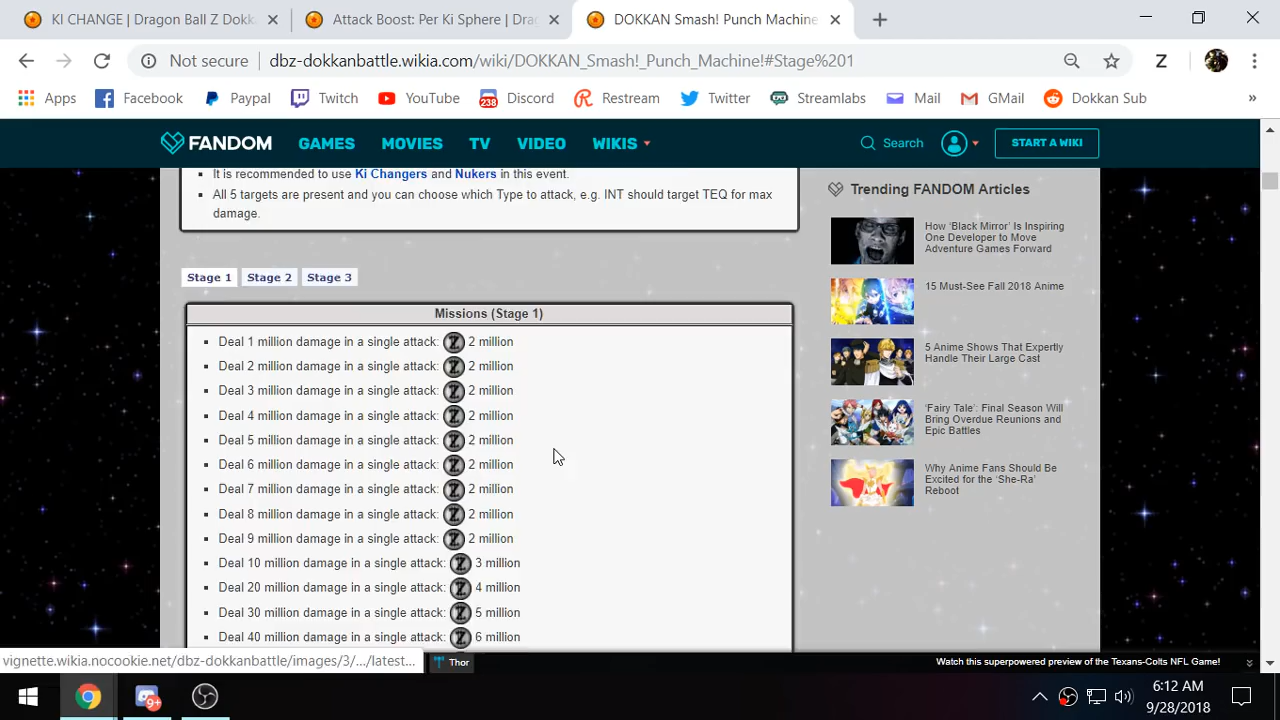 KI CHANGE | Dragon Ball Z Dokk
Attack Boost: Per Ki Sphere | Drag
DOKKAN Smash! Punch Machine
Not secure dbz-dokkanbattle.wikia.com/wiki/DOKKAN_Smash!_Punch_Machine!#Stage%201
Z
Apps Facebook Paypal Twitch YouTube 238 Discord Restream Twitter Streamlabs Mail GMail Dokkan Sub »
FANDOM GAMES MOVIES TV VIDEO WIKIS Search START A WIKI
It is recommended to use Ki Changers and Nukers in this event.
All 5 targets are present and you can choose which Type to attack, e.g. INT should target TEQ for max
damage.
Stage 1 Stage 2 Stage 3
Missions (Stage 1)
Deal 1 million damage in a single attack: Z 2 million
Deal 2 million damage in a single attack: Z 2 million
Deal 3 million damage in a single attack: Z 2 million
Deal 4 million damage in a single attack: Z 2 million
Deal 5 million damage in a single attack: Z 2 million
Deal 6 million damage in a single attack: Z 2 million
Deal 7 million damage in a single attack: Z 2 million
Deal 8 million damage in a single attack: Z 2 million
Deal 9 million damage in a single attack: Z 2 million
Deal 10 million damage in a single attack: Z 3 million
Deal 20 million damage in a single attack: Z 4 million
Deal 30 million damage in a single attack: Z 5 million
Deal 40 million damage in a single attack: Z 6 million
Trending FANDOM Articles
How ‘Black Mirror’ Is Inspiring
One Developer to Move
Adventure Games Forward
15 Must-See Fall 2018 Anime
5 Anime Shows That Expertly
Handle Their Large Cast
‘Fairy Tale’: Final Season Will
Bring Overdue Reunions and
Epic Battles
Why Anime Fans Should Be
Excited for the ‘She-Ra’
Reboot
vignette.wikia.nocookie.net/dbz-dokkanbattle/images/3/.../latest...
Thor
Watch this superpowered preview of the Texans-Colts NFL Game!
9+
6:12 AM
9/28/2018